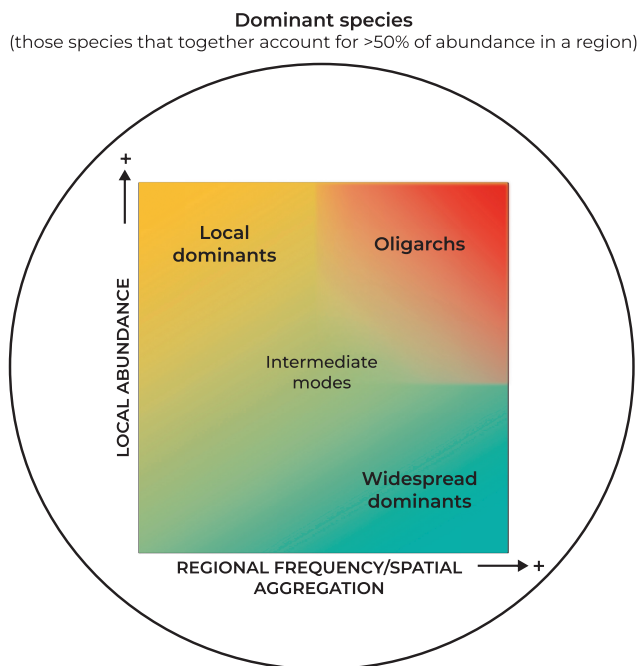 Dominant species
(those species that together account for >50% of abundance in a region)
+
Local
dominants
Oligarchs
LOCAL ABUNDANCE
Intermediate
modes
Widespread
dominants
REGIONAL FREQUENCY/SPATIAL
AGGREGATION
+